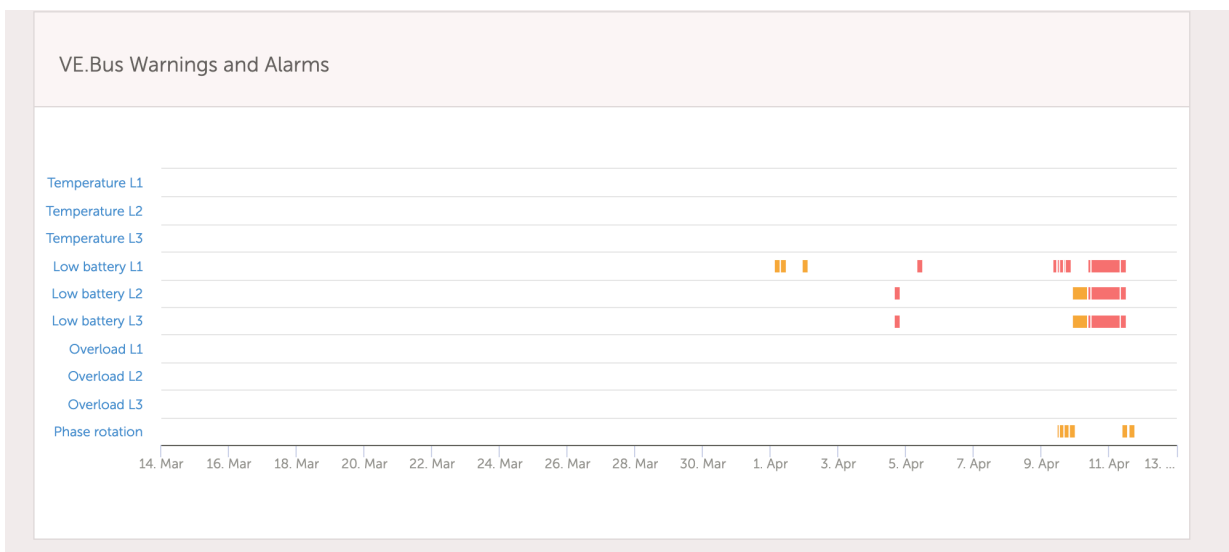 VE.Bus Warnings and Alarms
Temperature L1
Temperature L2
Temperature L3
Low battery L1
Low battery L2
Low battery L3
Overload L1
Overload L2
Overload L3
Phase rotation
14. Mar 16. Mar 18. Mar 20. Mar 22. Mar 24. Mar 26. Mar 28. Mar 30. Mar 1. Apr 3. Apr 5. Apr 7. Apr 9. Apr 11. Apr 13. ...